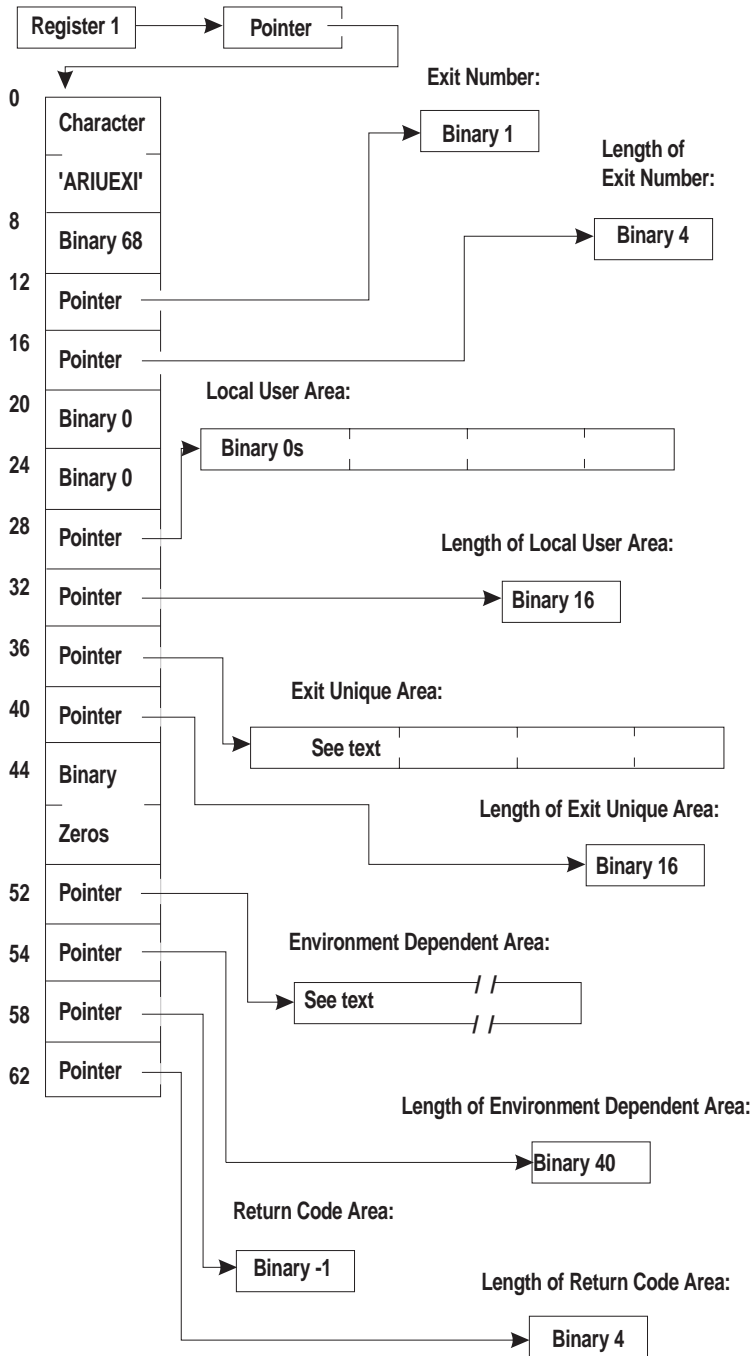 Register 1
Pointer
0
Exit Number:
Character
Binary 1
Length of
Exit Number:
'ARIUEXI'
8
Binary 68
Binary 4
12
Pointer
16
Pointer
20
Local User Area:
Binary 0
Binary 0s
24
Binary 0
28
Pointer
Length of Local User Area:
32
Pointer
Binary 16
36
Pointer
Exit Unique Area:
40
Pointer
See text
44
Binary
Length of Exit Unique Area:
Zeros
Binary 16
52
Pointer
Environment Dependent Area:
54
Pointer
See text
58
Pointer
62
Pointer
Length of Environment Dependent Area:
Binary 40
Return Code Area:
Binary -1
Length of Return Code Area:
Binary 4